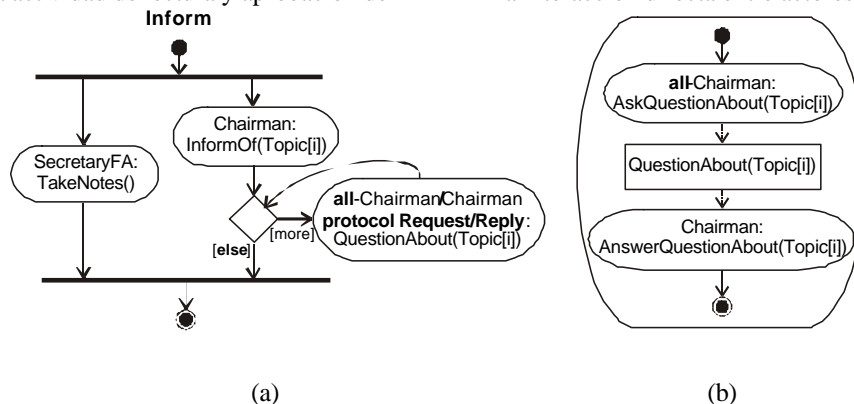 Inform
Chairman:
InformOf(Topic[i])
SecretaryFA:
TakeNotes()
all-Chairman/Chairman
protocol Request/Reply:
QuestionAbout(Topic[i])
[more]
[else]
(a)
all-Chairman:
AskQuestionAbout(Topic[i])
QuestionAbout(Topic[i])
Chairman:
AnswerQuestionAbout(Topic[i])
(b)